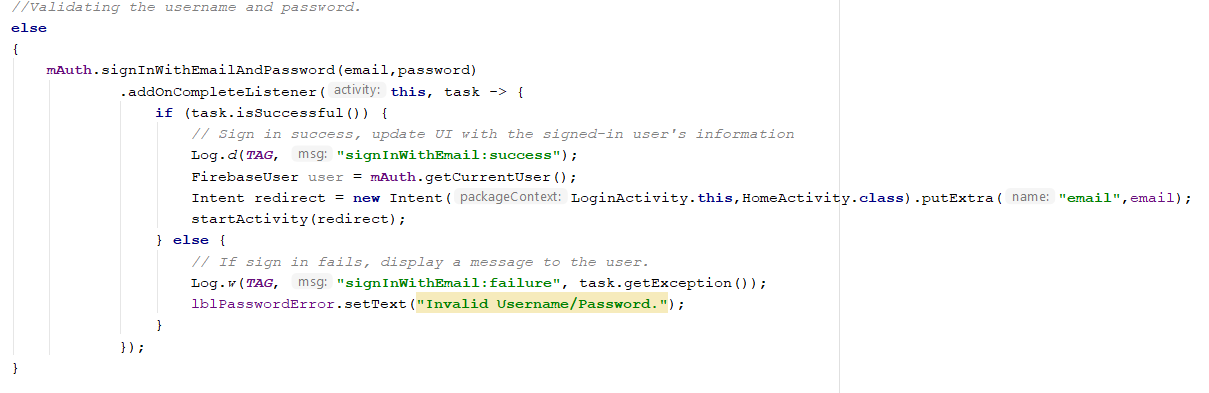 //Validating the username and password.
else
{
mAuth.signInWithEmailAndPassword(email,password)
.addOnCompleteListener( activity: this, task -> {
if (task.isSuccessful()) {
// Sign in success, update UI with the signed-in user's information
Log.d(TAG, msg: "signInWithEmail:success");
FirebaseUser user = mAuth.getCurrentUser();
Intent redirect = new Intent( packageContext: LoginActivity.this,HomeActivity.class).putExtra( name: "email",email);
startActivity(redirect);
} else {
// If sign in fails, display a message to the user.
Log.w(TAG, msg: "signInWithEmail:failure", task.getException());
lblPasswordError.setText("Invalid Username/Password.");
}
});
}